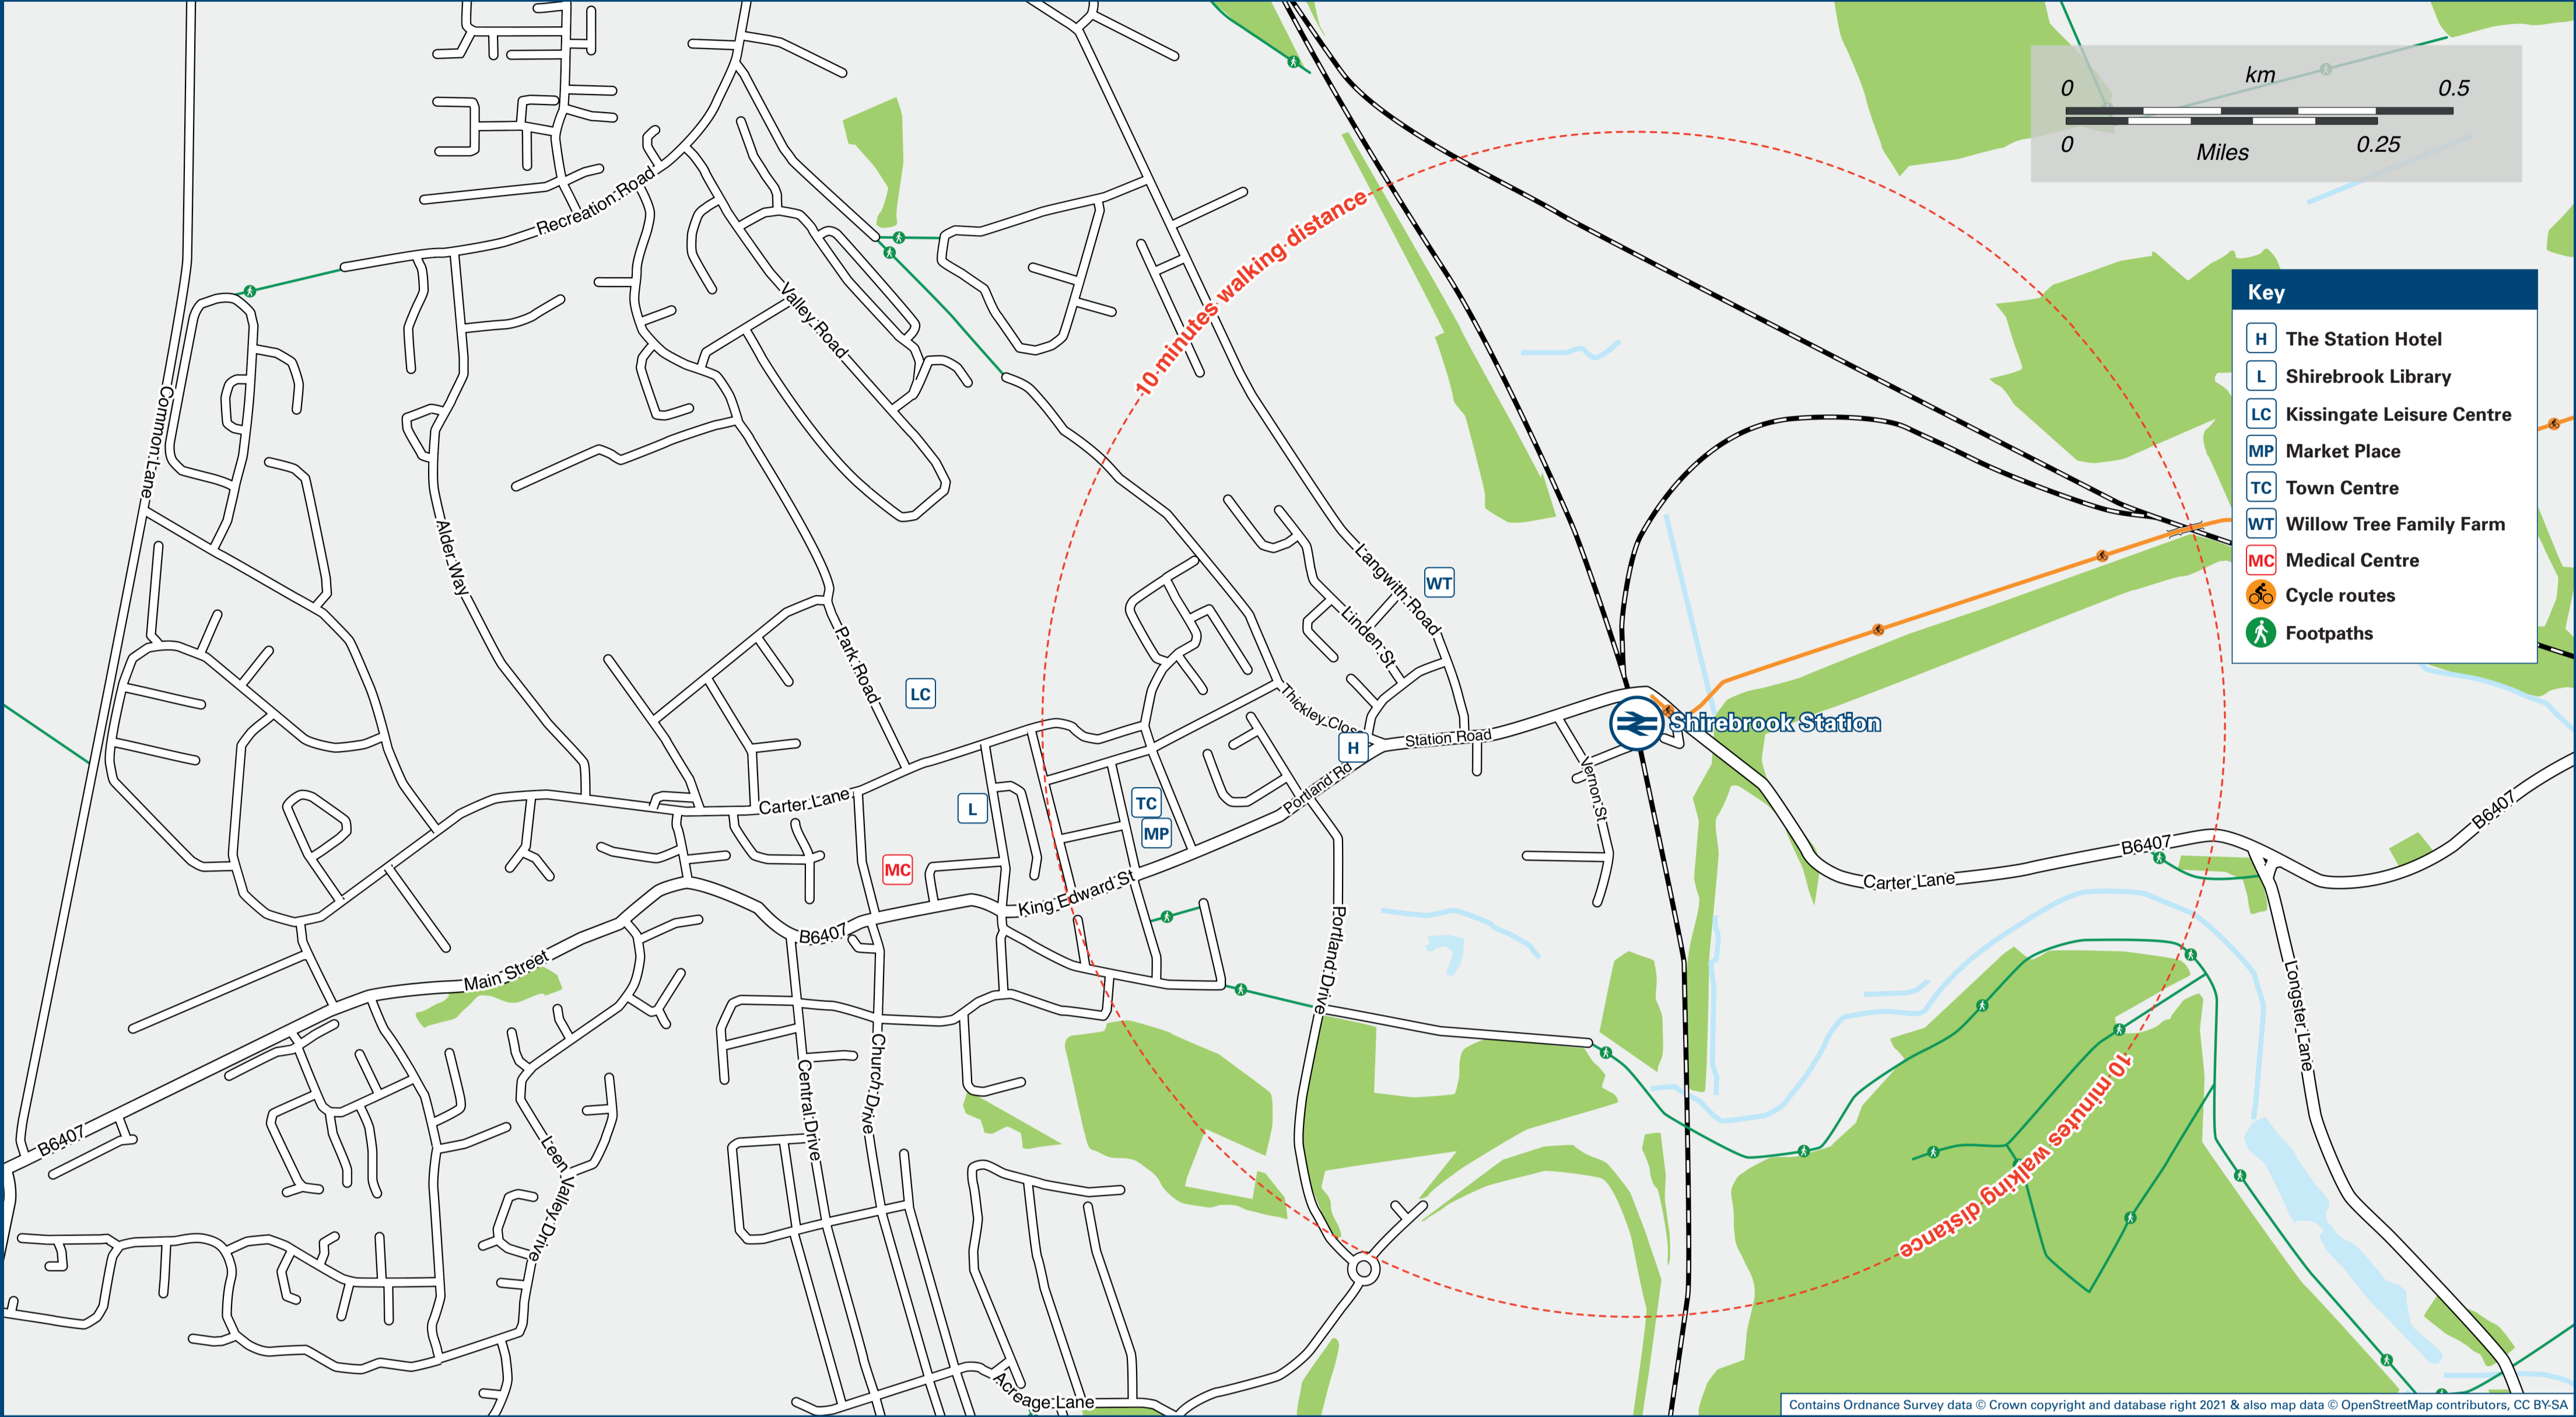 km
0
0.5
0
Miles
0.25
Recreation Road
10 minutes walking distance
Valley Road
Common Lane
Alder Way
Key
H
The Station Hotel
L
Shirebrook Library
LC
Kissingate Leisure Centre
MP
Market Place
TC
Town Centre
WT
Willow Tree Family Farm
MC
Medical Centre
Cycle routes
Footpaths
Langwith Road
WT
Linden St
Park Road
LC
Thickley Close
H
Station Road
Shirebrook Station
Portland Rd
Vernon St
Carter Lane
L
TC
MP
MC
King Edward St
B6407
Main Street
Portland Drive
Carter Lane
B6407
B6407
Longster Lane
Central Drive
Church Drive
B6407
Leen Valley Drive
10 minutes walking distance
Acreage Lane
Contains Ordnance Survey data © Crown copyright and database right 2021 & also map data © OpenStreetMap contributors, CC BY-SA